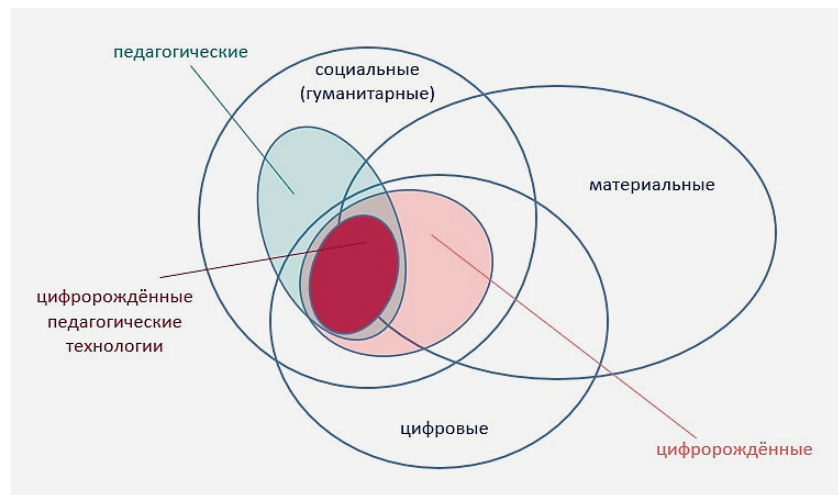 педагогические
социальные
(гуманитарные)
материальные
цифророждённые
педагогические
технологии
цифровые
цифророждённые